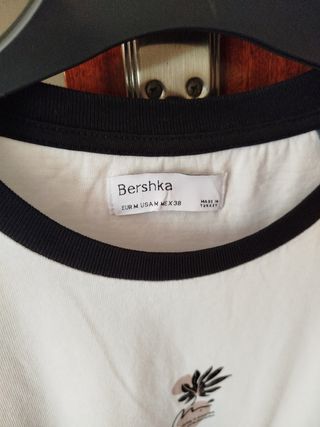 Bershka
EUR M USA M MEX 38
MADE IN
TURKEY